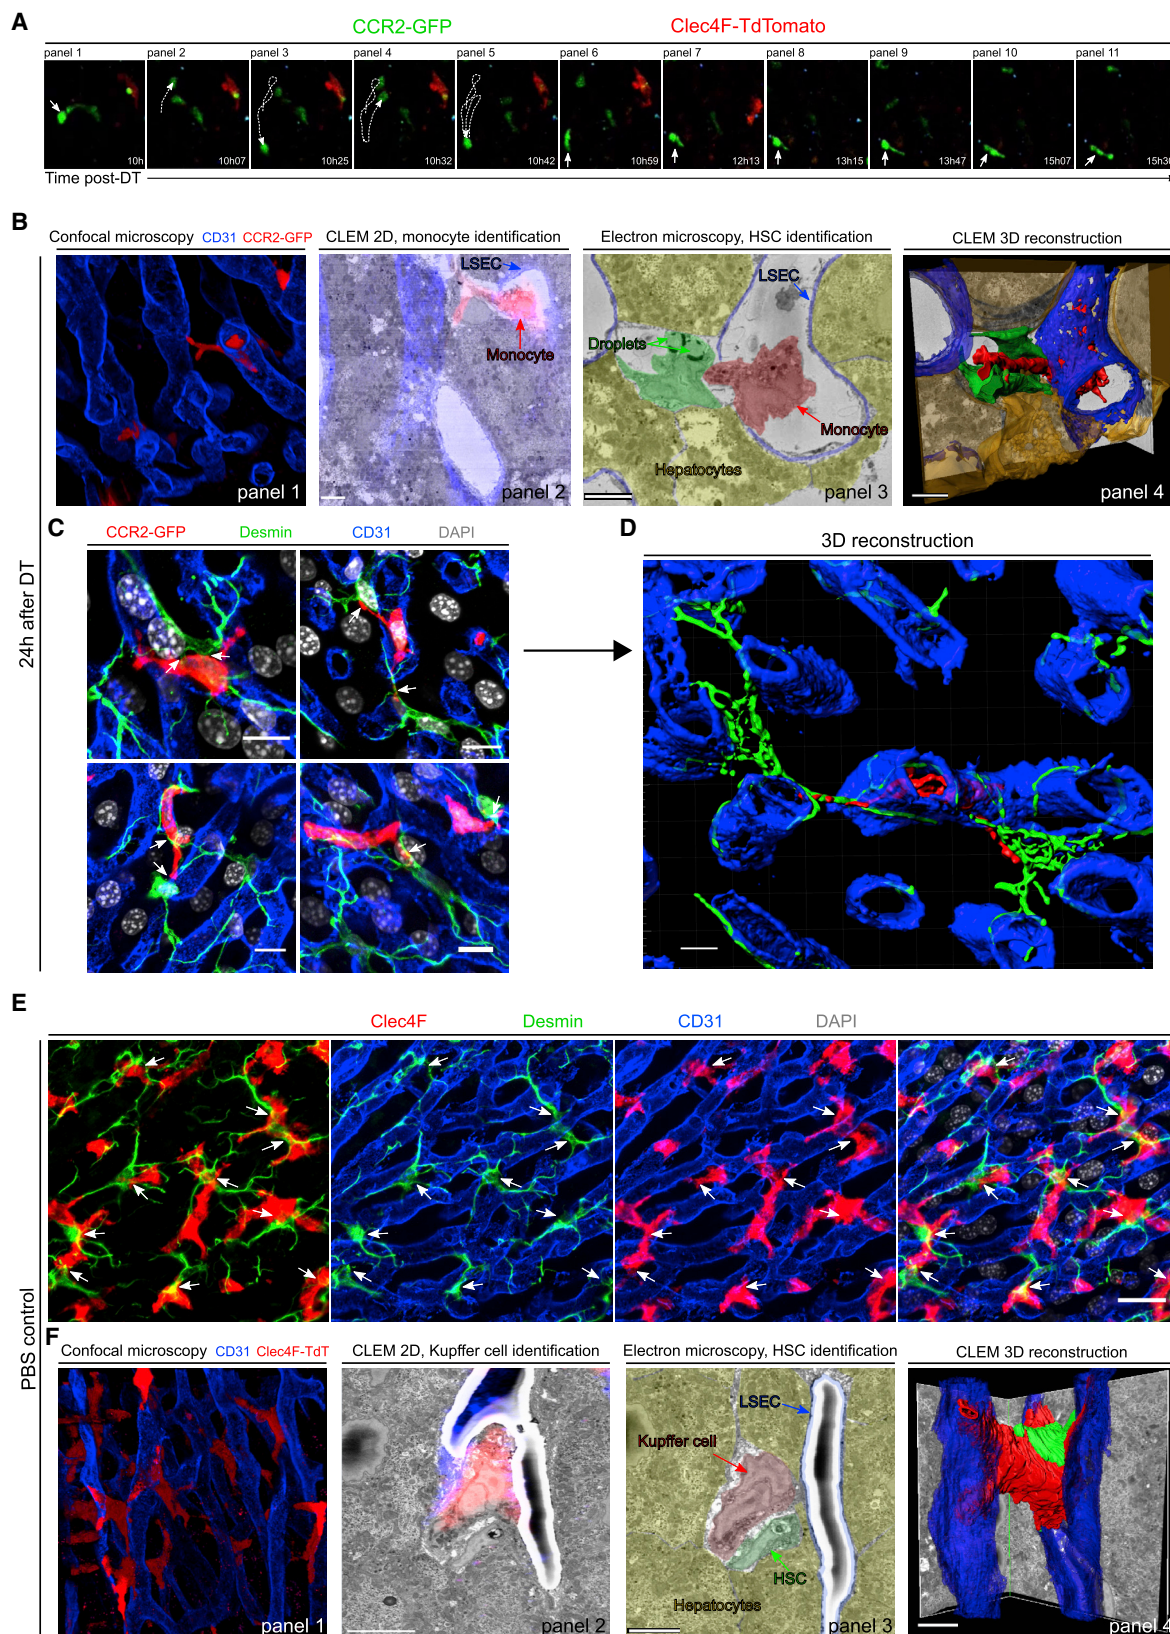 A
CCR2-GFP Clec4F-TdTomato
panel 1 panel 2 panel 3 panel 4 panel 5 panel 6 panel 7 panel 8 panel 9 panel 10 panel 11
10h 10h07 10h25 10h32 10h42 10h59 12h13 13h15 13h47 15h07 15h30
Time post-DT
B
Confocal microscopy CD31 CCR2-GFP
CLEM 2D, monocyte identification
Electron microscopy, HSC identification
CLEM 3D reconstruction
LSEC
Monocyte
LSEC
Droplets
Monocyte
Hepatocytes
panel 1 panel 2 panel 3 panel 4
24h after DT
C
CCR2-GFP Desmin CD31 DAPI
D
3D reconstruction
E
Clec4F Desmin CD31 DAPI
PBS control
F
Confocal microscopy CD31 Clec4F-TdT
CLEM 2D, Kupffer cell identification
Electron microscopy, HSC identification
CLEM 3D reconstruction
LSEC
Kupffer cell
HSC
Hepatocytes
panel 1 panel 2 panel 3 panel 4